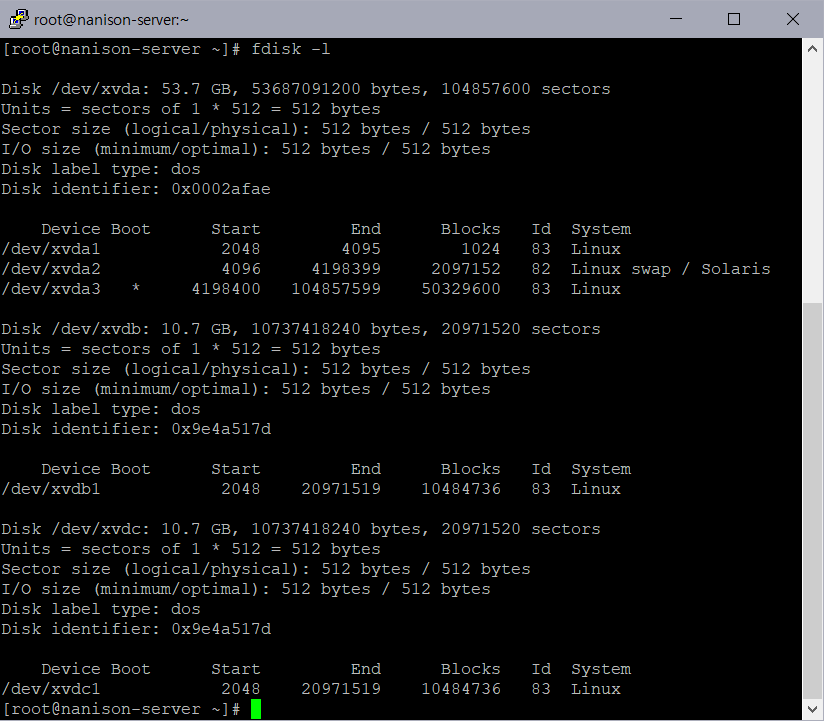 root@nanison-server:~
[root@nanison-server ~]# fdisk -l
Disk /dev/xvda: 53.7 GB, 53687091200 bytes, 104857600 sectors
Units = sectors of 1 * 512 = 512 bytes
Sector size (logical/physical): 512 bytes / 512 bytes
I/O size (minimum/optimal): 512 bytes / 512 bytes
Disk label type: dos
Disk identifier: 0x0002afae
Device Boot Start End Blocks Id System
/dev/xvda1 2048 4095 1024 83 Linux
/dev/xvda2 4096 4198399 2097152 82 Linux swap / Solaris
/dev/xvda3 * 4198400 104857599 50329600 83 Linux
Disk /dev/xvdb: 10.7 GB, 10737418240 bytes, 20971520 sectors
Units = sectors of 1 * 512 = 512 bytes
Sector size (logical/physical): 512 bytes / 512 bytes
I/O size (minimum/optimal): 512 bytes / 512 bytes
Disk label type: dos
Disk identifier: 0x9e4a517d
Device Boot Start End Blocks Id System
/dev/xvdb1 2048 20971519 10484736 83 Linux
Disk /dev/xvdc: 10.7 GB, 10737418240 bytes, 20971520 sectors
Units = sectors of 1 * 512 = 512 bytes
Sector size (logical/physical): 512 bytes / 512 bytes
I/O size (minimum/optimal): 512 bytes / 512 bytes
Disk label type: dos
Disk identifier: 0x9e4a517d
Device Boot Start End Blocks Id System
/dev/xvdc1 2048 20971519 10484736 83 Linux
[root@nanison-server ~]#